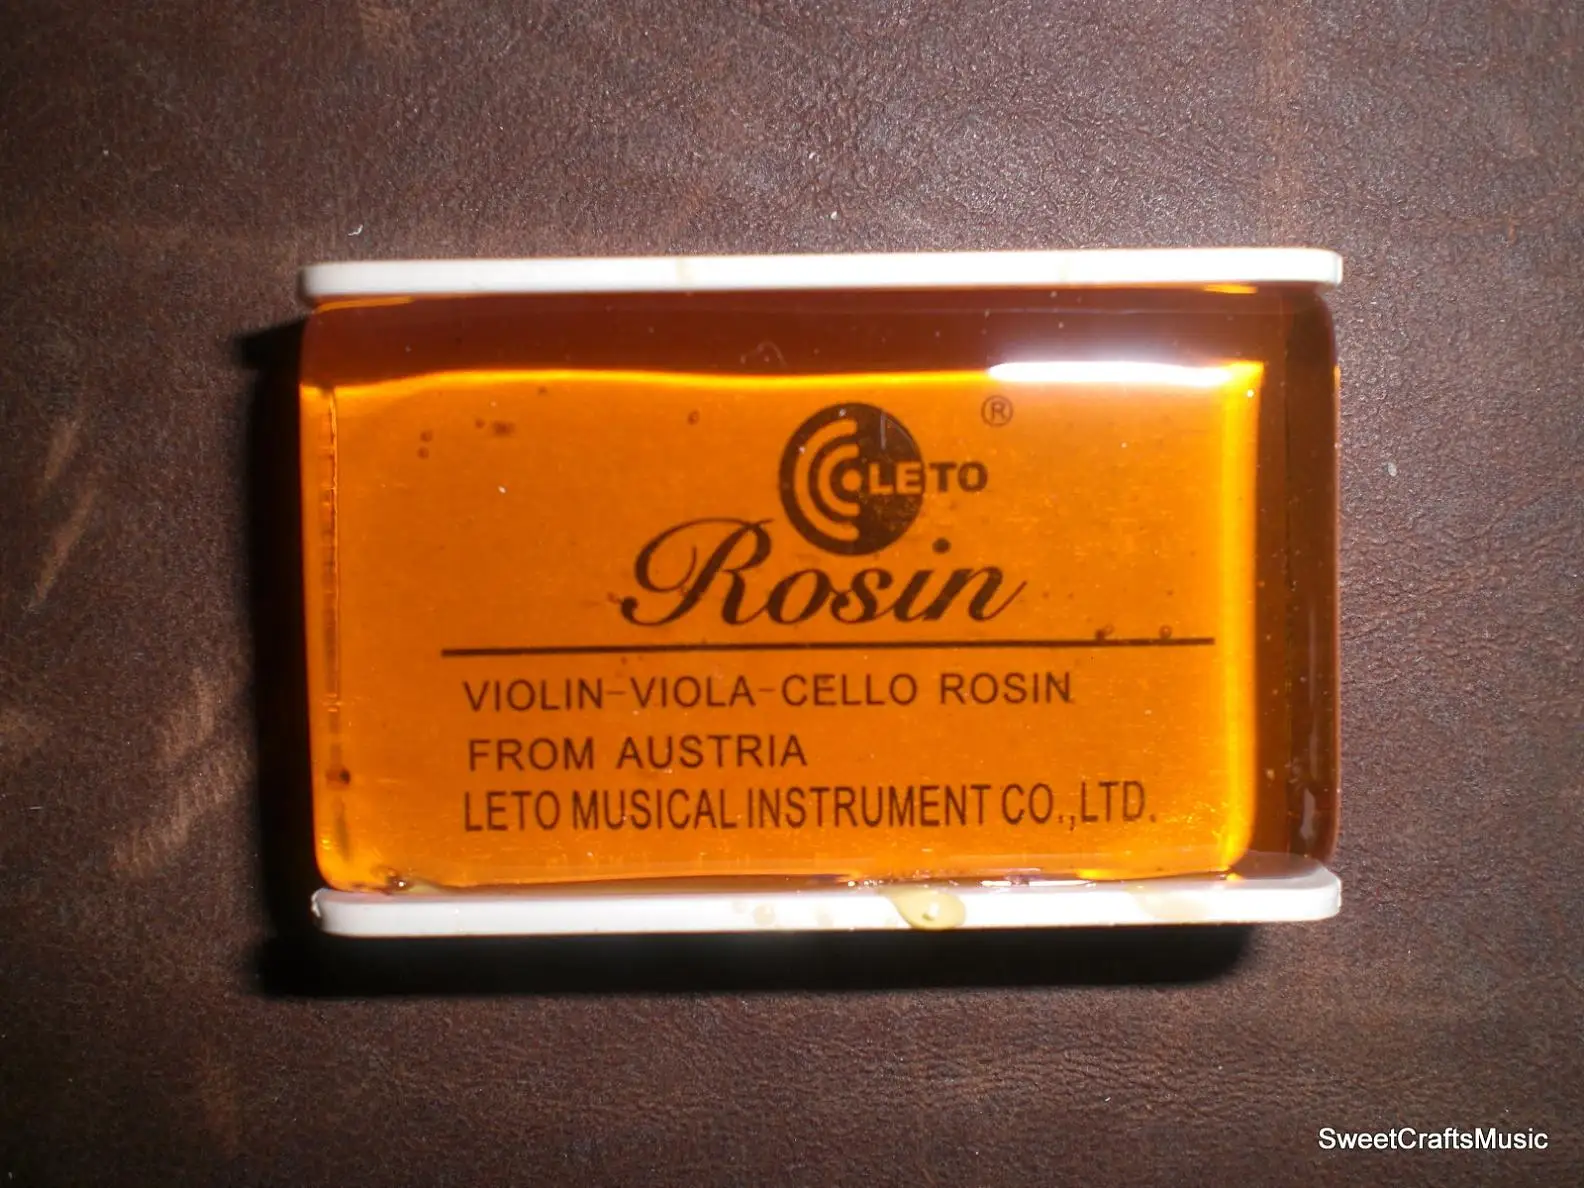 ®
LETO
Rosin
VIOLIN-VIOLA-CELLO ROSIN
FROM AUSTRIA
LETO MUSICAL INSTRUMENT CO.,LTD.
SweetCraftsMusic